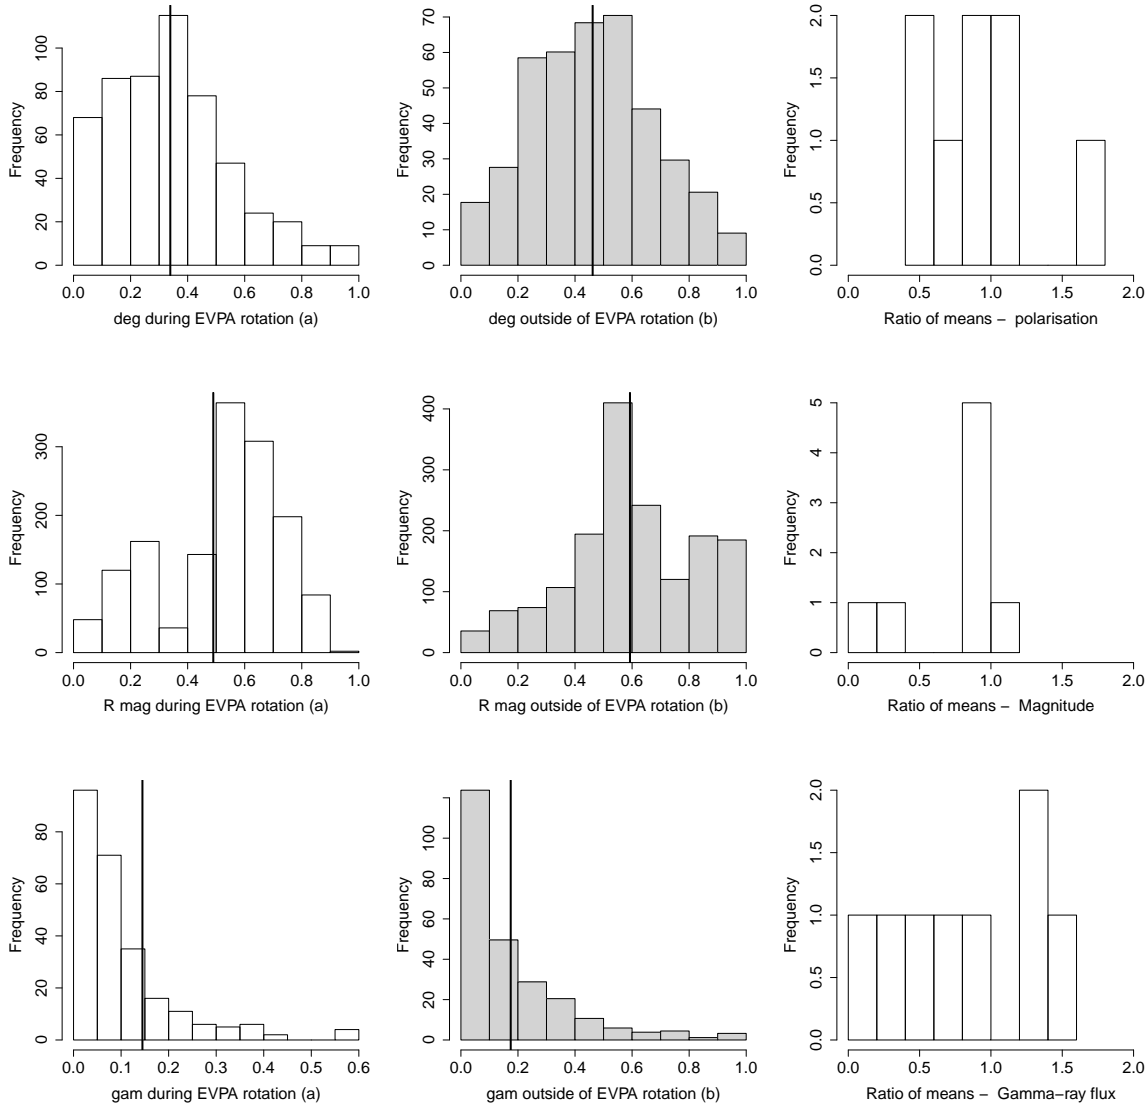 Frequency
0 20 40 60 80 100
0.0 0.2 0.4 0.6 0.8 1.0
deg during EVPA rotation (a)
Frequency
0 10 20 30 40 50 60 70
0.0 0.2 0.4 0.6 0.8 1.0
deg outside of EVPA rotation (b)
Frequency
0.0 0.5 1.0 1.5 2.0
0.0 0.5 1.0 1.5 2.0
Ratio of means − polarisation
Frequency
0 100 200 300
0.0 0.2 0.4 0.6 0.8 1.0
R mag during EVPA rotation (a)
Frequency
0 100 200 300 400
0.0 0.2 0.4 0.6 0.8 1.0
R mag outside of EVPA rotation (b)
Frequency
0 1 2 3 4 5
0.0 0.5 1.0 1.5 2.0
Ratio of means − Magnitude
Frequency
0 20 40 60 80
0.0 0.1 0.2 0.3 0.4 0.5 0.6
gam during EVPA rotation (a)
Frequency
0 20 40 60 80 100
0.0 0.2 0.4 0.6 0.8 1.0
gam outside of EVPA rotation (b)
Frequency
0.0 0.5 1.0 1.5 2.0
0.0 0.5 1.0 1.5 2.0
Ratio of means − Gamma−ray flux